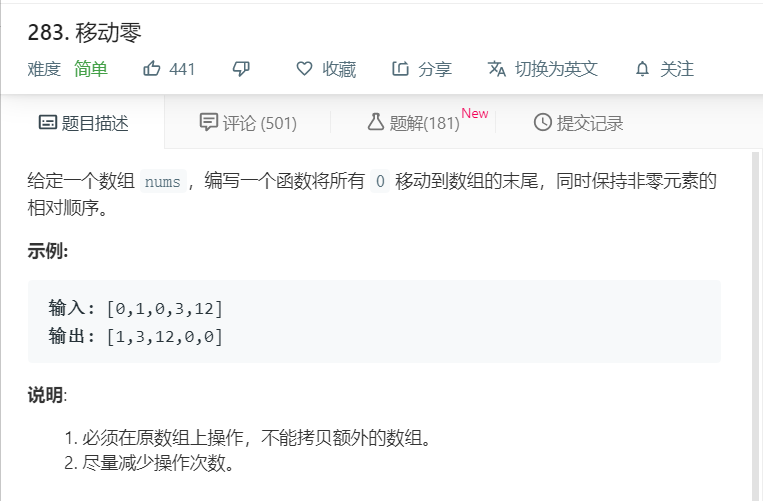 283. 移动零
难度 简单 441 收藏 分享 切换为英文 关注
题目描述 评论 (501) 题解(181) New 提交记录
给定一个数组 nums，编写一个函数将所有 0 移动到数组的末尾，同时保持非零元素的
相对顺序。
示例:
输入: [0,1,0,3,12]
输出: [1,3,12,0,0]
说明:
1. 必须在原数组上操作，不能拷贝额外的数组。
2. 尽量减少操作次数。